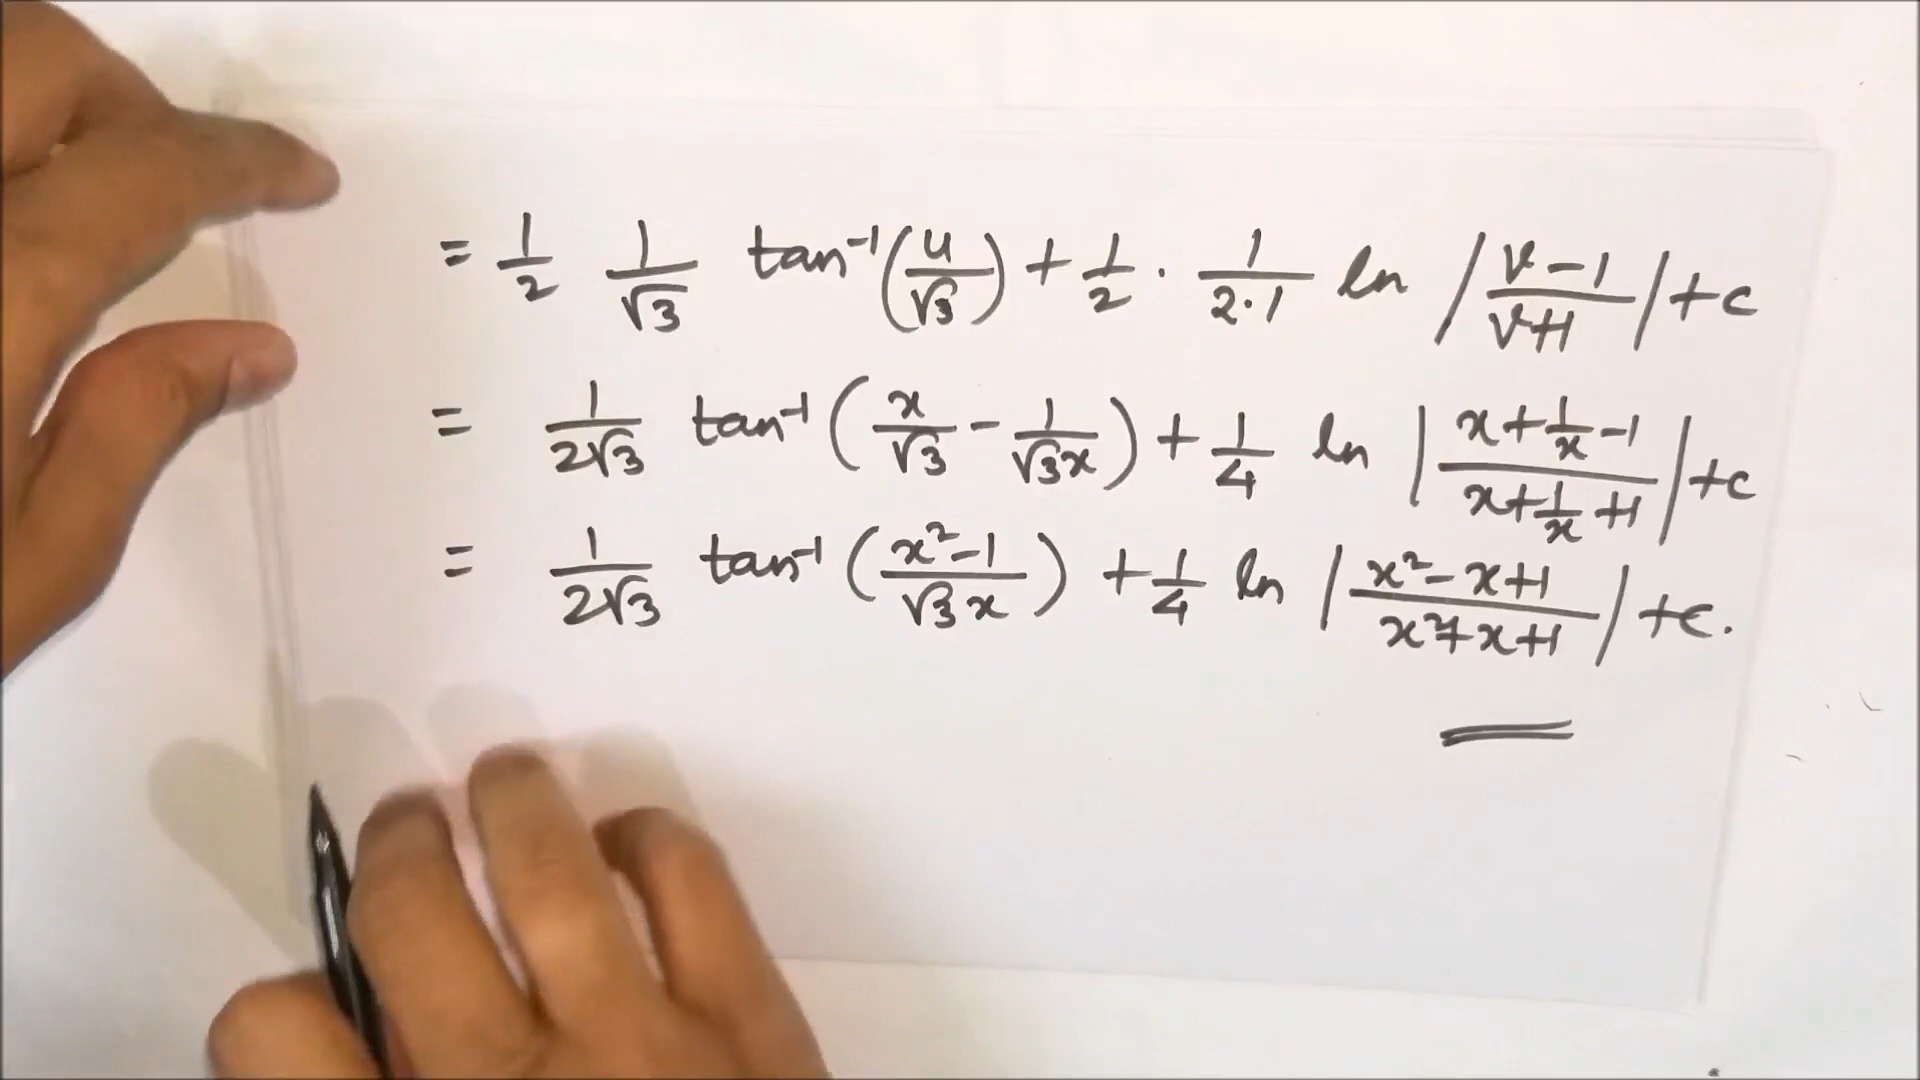 = 1/2 1/√3 tan⁻¹(u/√3) + 1/2 · 1/(2·1) ln |(v-1)/(v+1)| + c
= 1/(2√3) tan⁻¹(x/√3 - 1/(√3x)) + 1/4 ln |(x+1/x-1)/(x+1/x+1)| + c
= 1/(2√3) tan⁻¹((x²-1)/(√3x)) + 1/4 ln |(x²-x+1)/(x²+x+1)| + c.